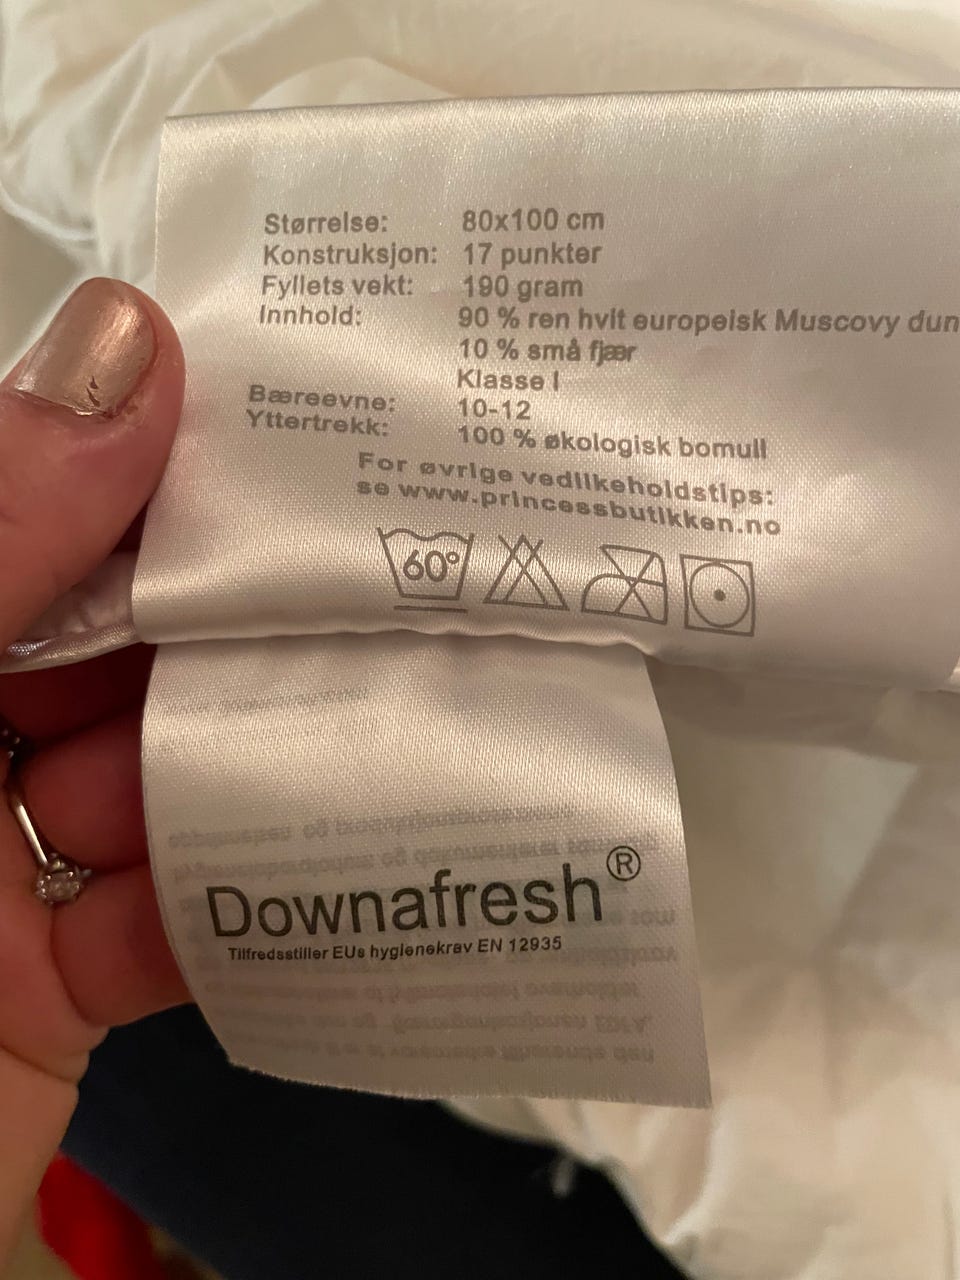 Størrelse: 80x100 cm
Konstruksjon: 17 punkter
Fyllets vekt: 190 gram
Innhold: 90 % ren hvit europeisk Muscovy dun
10 % små fjær
Klasse I
Bæreevne: 10-12
Yttertrekk: 100 % økologisk bomull
For øvrige vedlikeholdstips:
se www.princessbutikken.no
60°
Downafresh®
Tilfredsstiller EUs hygienekrav EN 12935